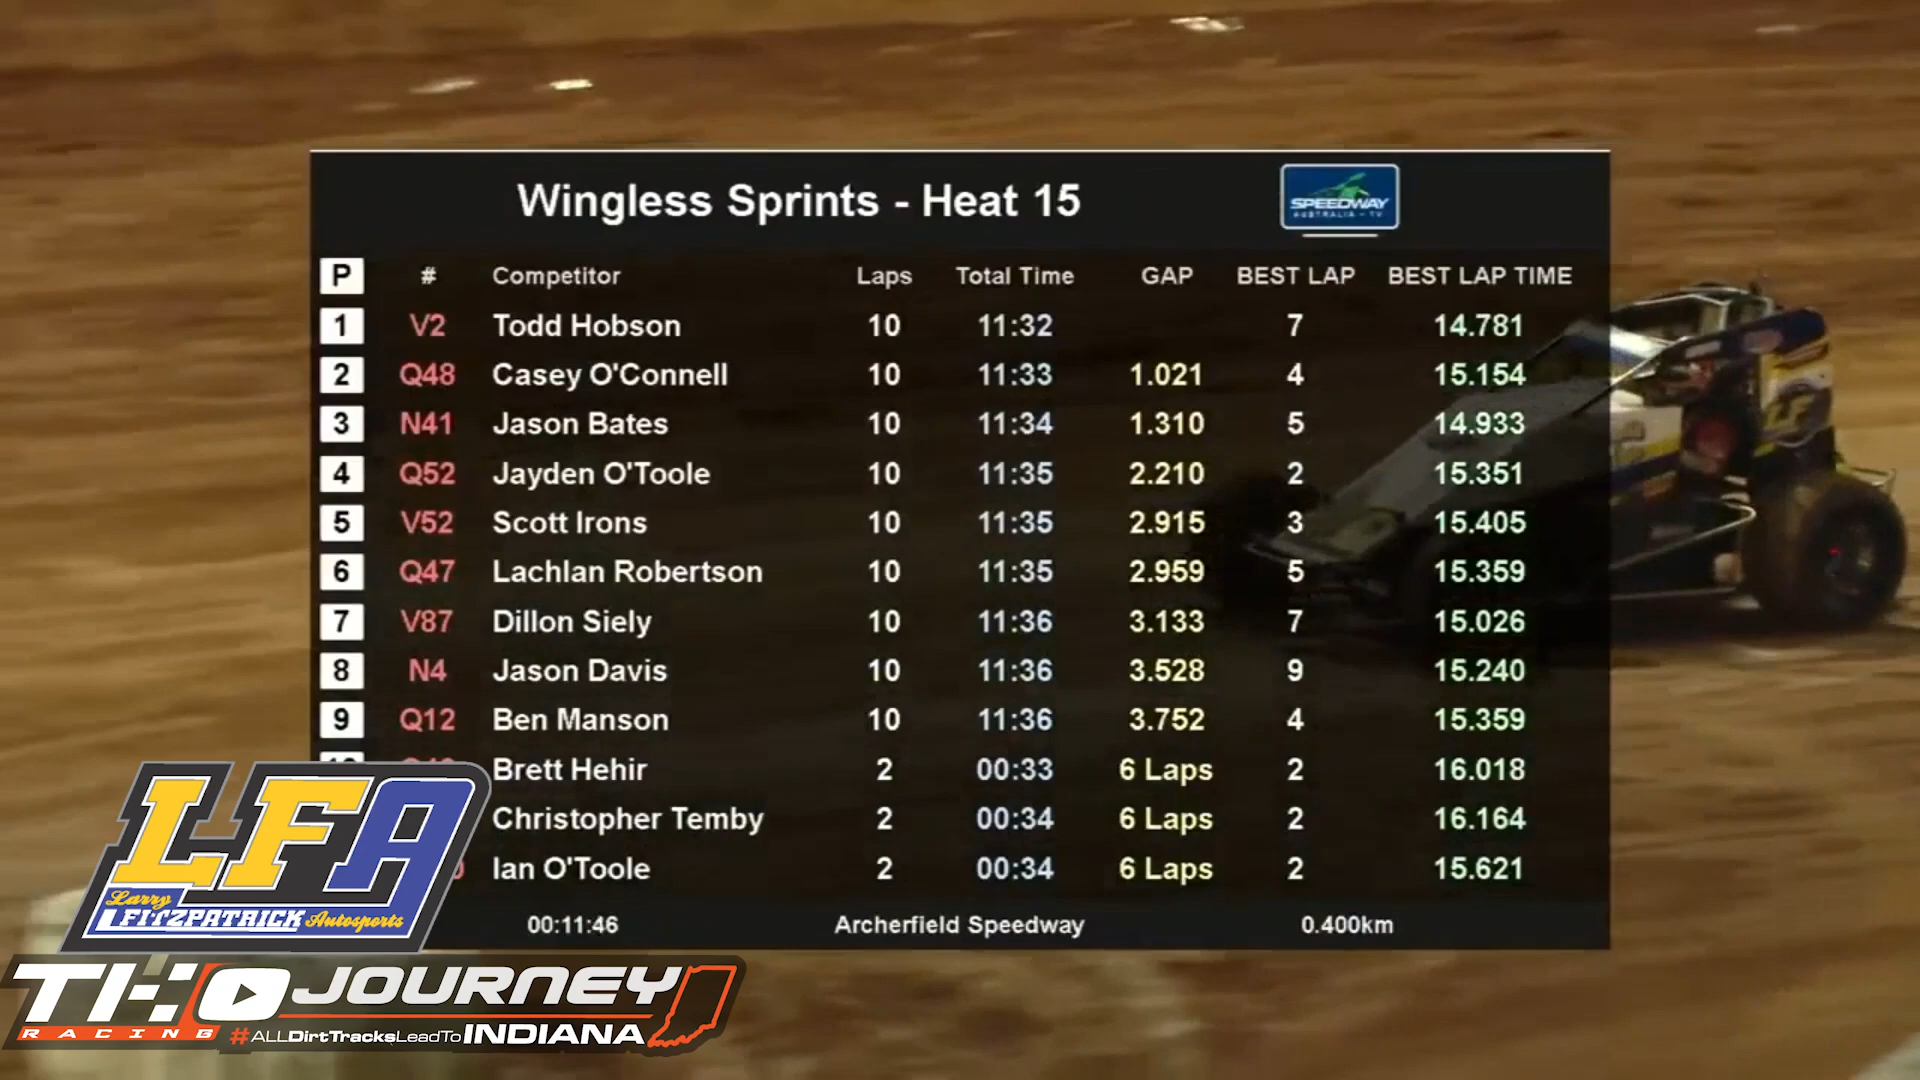 Wingless Sprints - Heat 15
SPEEDWAY
AUSTRALIA - TV
P # Competitor Laps Total Time GAP BEST LAP BEST LAP TIME
1 V2 Todd Hobson 10 11:32 7 14.781
2 Q48 Casey O'Connell 10 11:33 1.021 4 15.154
3 N41 Jason Bates 10 11:34 1.310 5 14.933
4 Q52 Jayden O'Toole 10 11:35 2.210 2 15.351
5 V52 Scott Irons 10 11:35 2.915 3 15.405
6 Q47 Lachlan Robertson 10 11:35 2.959 5 15.359
7 V87 Dillon Siely 10 11:36 3.133 7 15.026
8 N4 Jason Davis 10 11:36 3.528 9 15.240
9 Q12 Ben Manson 10 11:36 3.752 4 15.359
Brett Hehir 2 00:33 6 Laps 2 16.018
Christopher Temby 2 00:34 6 Laps 2 16.164
Ian O'Toole 2 00:34 6 Laps 2 15.621
00:11:46 Archerfield Speedway 0.400km
LFA
Larry
FITZPATRICK Autosports
THO JOURNEY
RACING #ALLDirtTracksLeadTo INDIANA